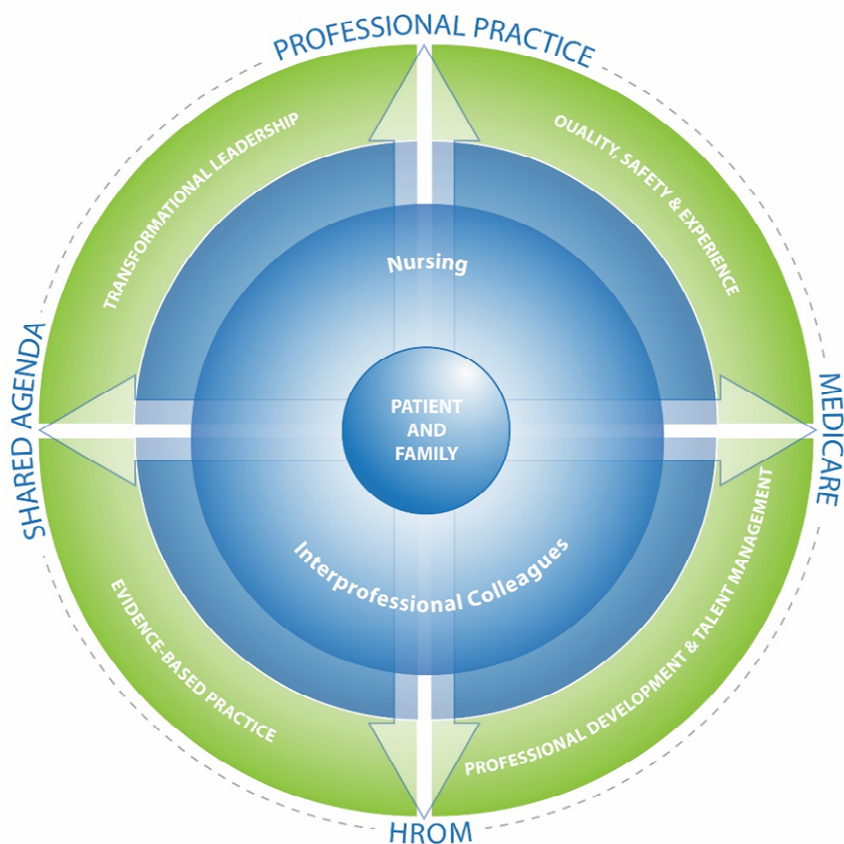 PROFESSIONAL PRACTICE
TRANSFORMATIONAL LEADERSHIP
QUALITY, SAFETY & EXPERIENCE
Nursing
SHARED AGENDA
PATIENT
AND
FAMILY
MEDICARE
Interprofessional Colleagues
EVIDENCE-BASED PRACTICE
PROFESSIONAL DEVELOPMENT & TALENT MANAGEMENT
HROM